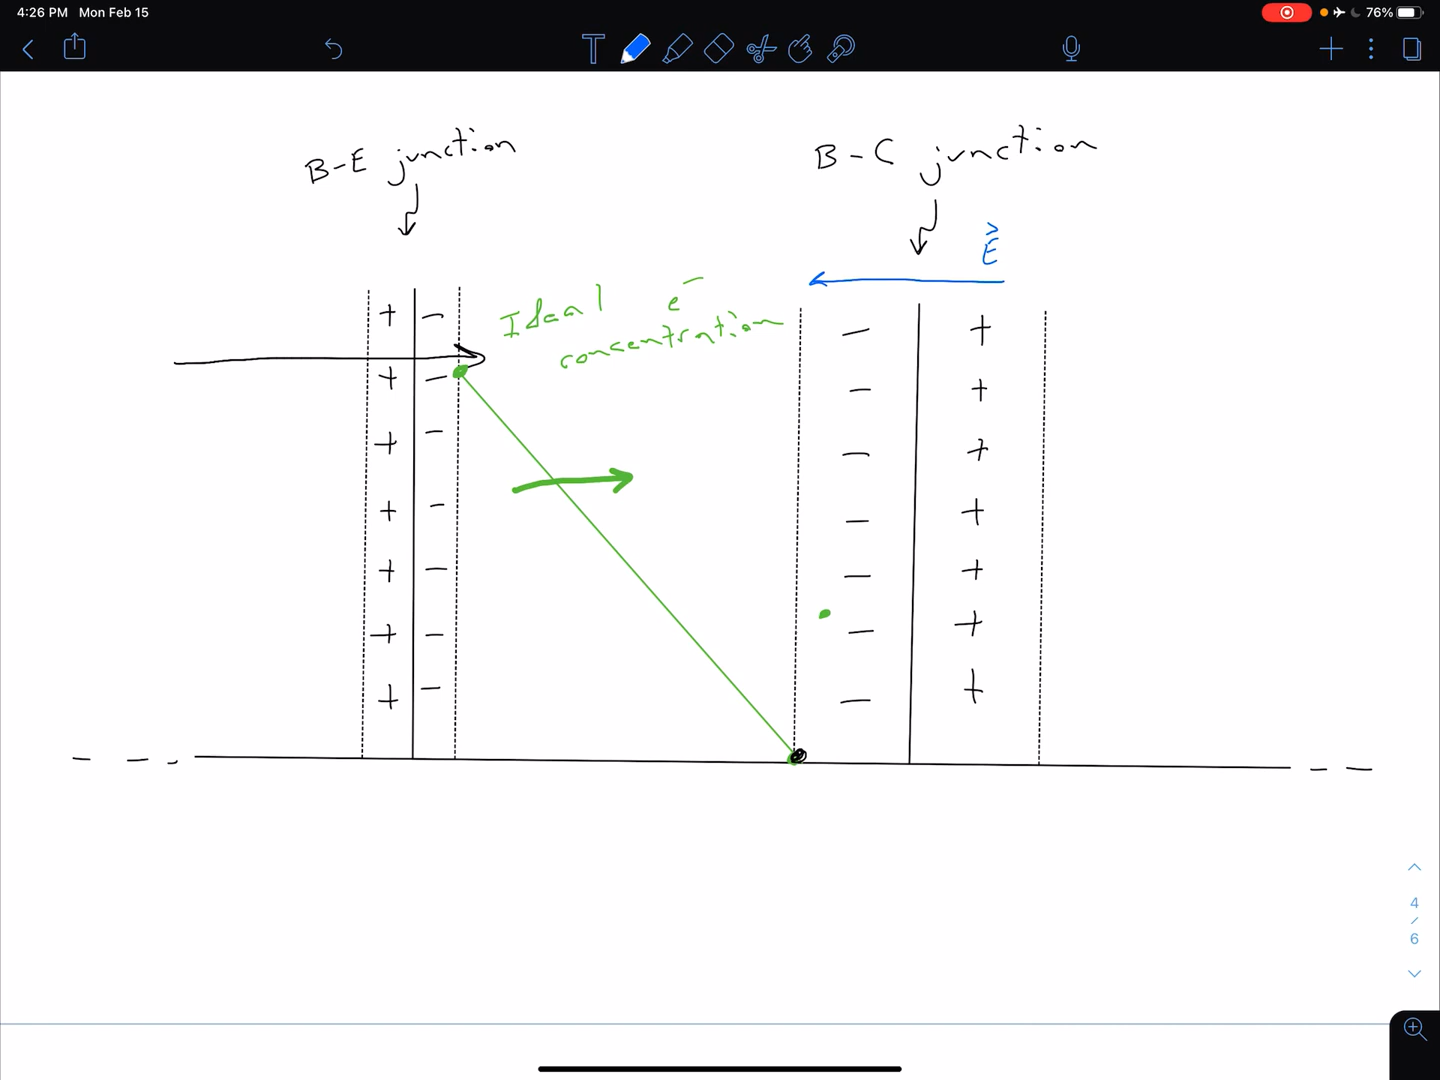 4:26 PM Mon Feb 15
76%
T
B-E junction
B-C junction
E
Ideal e⁻
concentration
+ − − +
+ − − +
+ − − +
+ − − +
+ − − +
+ − − +
+ − − +
4
/
6